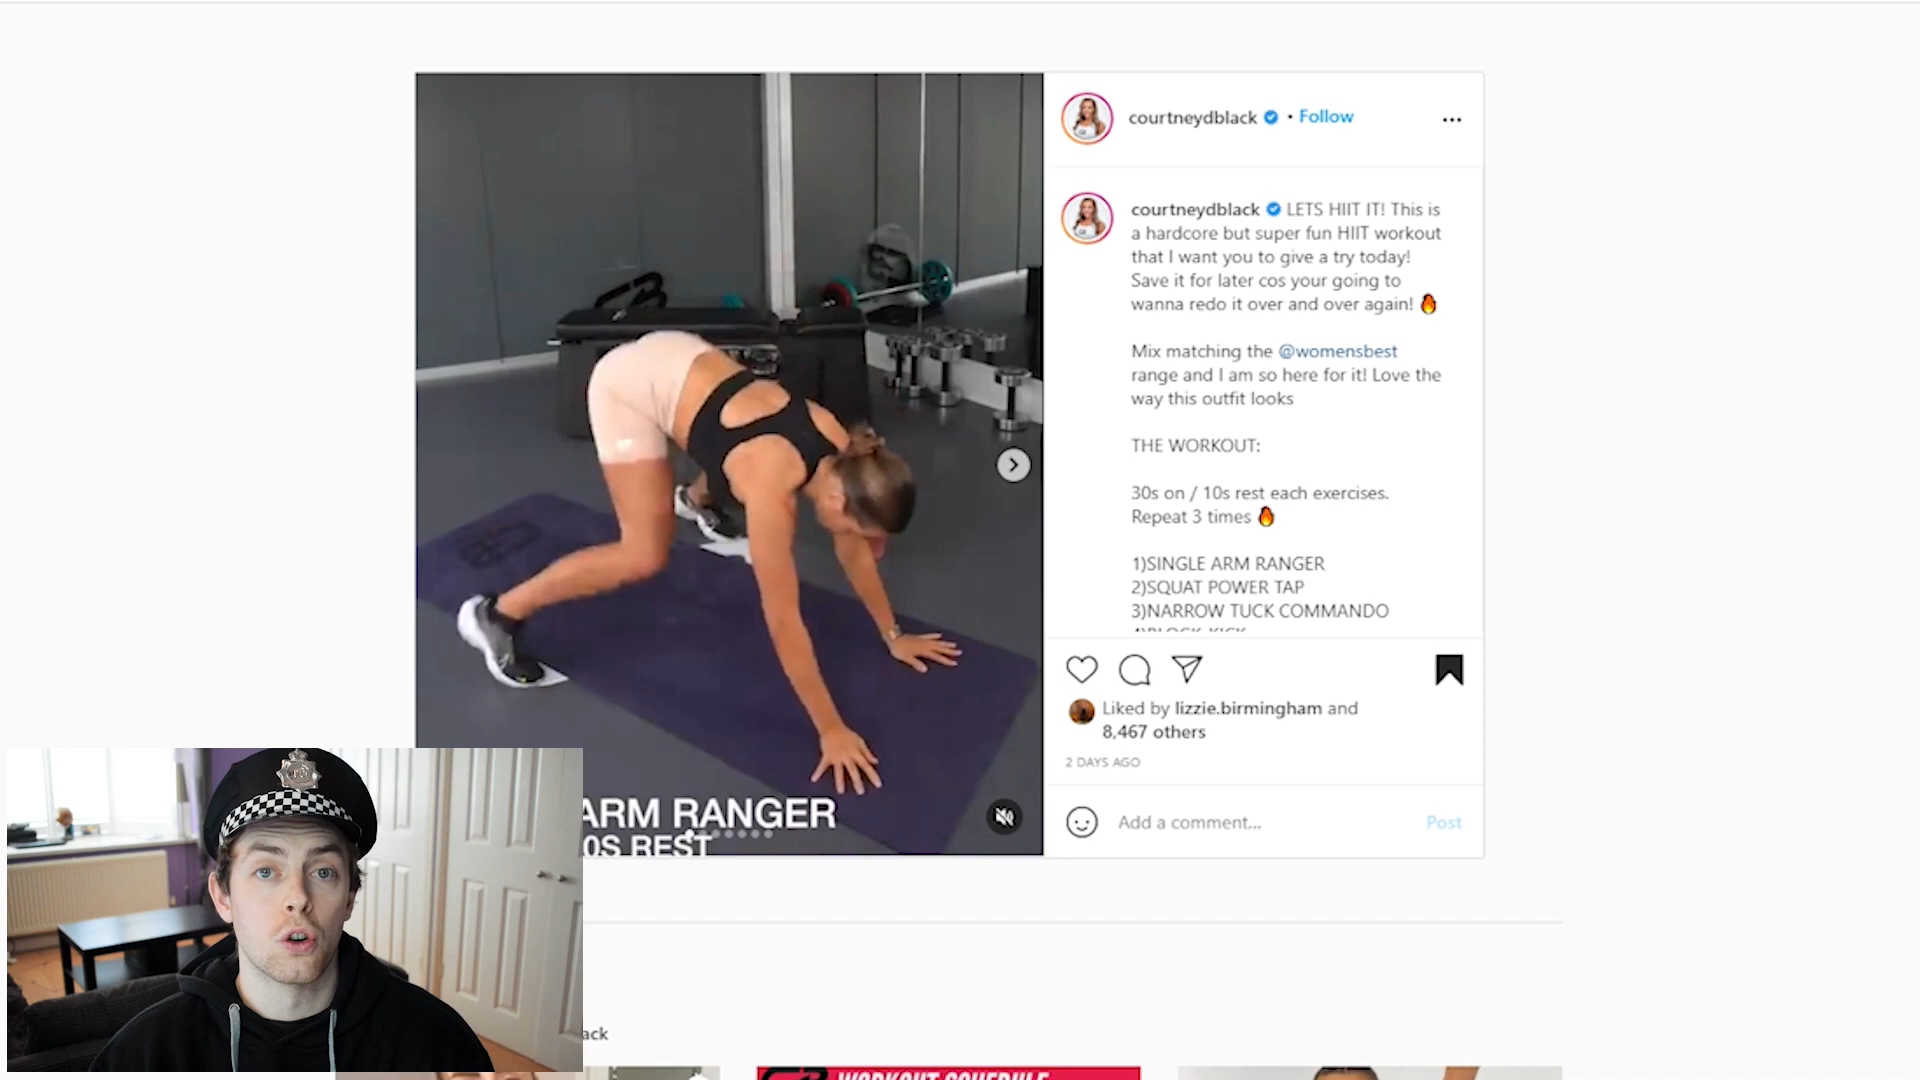 courtneydblack • Follow
courtneydblack LETS HIIT IT! This is
a hardcore but super fun HIIT workout
that I want you to give a try today!
Save it for later cos your going to
wanna redo it over and over again! 🔥
Mix matching the @womensbest
range and I am so here for it! Love the
way this outfit looks
THE WORKOUT:
30s on / 10s rest each exercises.
Repeat 3 times 🔥
1)SINGLE ARM RANGER
2)SQUAT POWER TAP
3)NARROW TUCK COMMANDO
4)BLOCK KICK
Liked by lizzie.birmingham and
8,467 others
2 DAYS AGO
Add a comment... Post
ARM RANGER
0S REST
ack
WORKOUT SCHEDULE